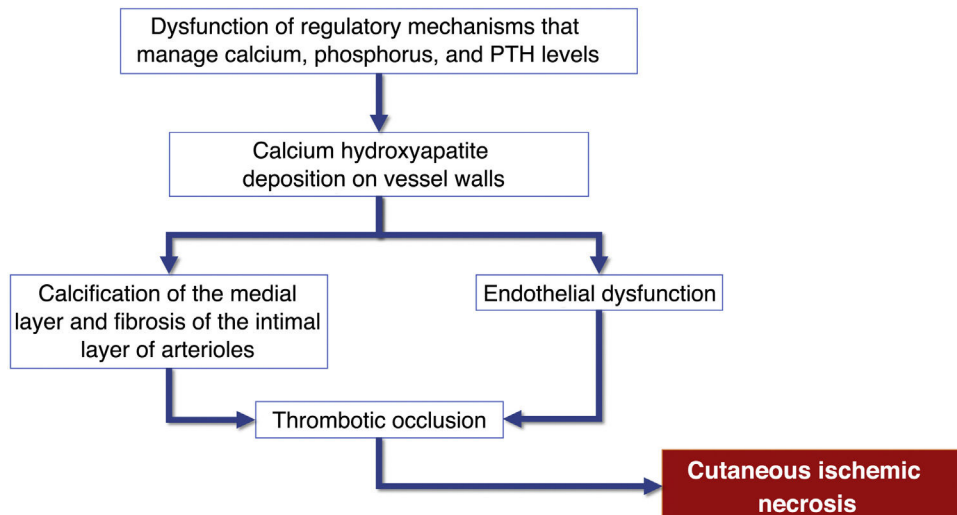 Dysfunction of regulatory mechanisms that
manage calcium, phosphorus, and PTH levels
Calcium hydroxyapatite
deposition on vessel walls
Calcification of the medial
layer and fibrosis of the intimal
layer of arterioles
Endothelial dysfunction
Thrombotic occlusion
Cutaneous ischemic
necrosis